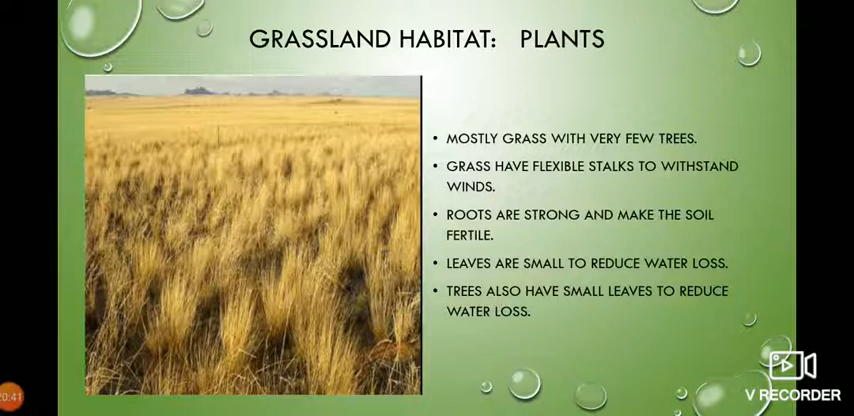 GRASSLAND HABITAT: PLANTS
• MOSTLY GRASS WITH VERY FEW TREES.
• GRASS HAVE FLEXIBLE STALKS TO WITHSTAND
WINDS.
• ROOTS ARE STRONG AND MAKE THE SOIL
FERTILE.
• LEAVES ARE SMALL TO REDUCE WATER LOSS.
• TREES ALSO HAVE SMALL LEAVES TO REDUCE
WATER LOSS.
20:41
V RECORDER